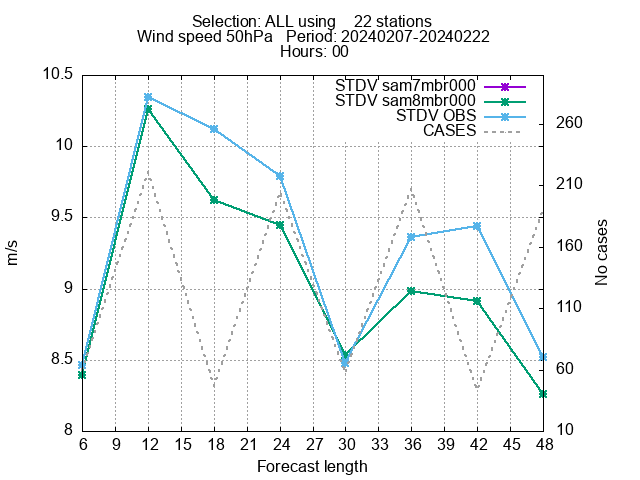 Selection: ALL using    22 stations
Wind speed 50hPa   Period: 20240207-20240222
Hours: 00
STDV sam7mbr000
STDV sam8mbr000
STDV OBS
CASES
10.5
10
9.5
9
8.5
8
m/s
260
210
160
110
60
10
No cases
6 9 12 15 18 21 24 27 30 33 36 39 42 45 48
Forecast length